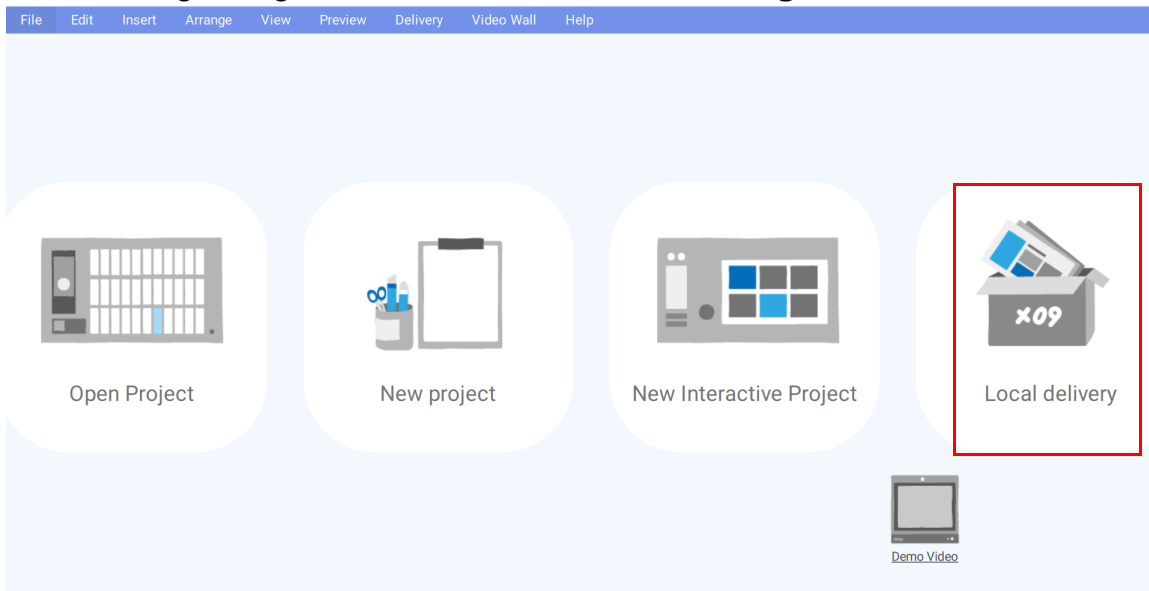 File Edit Insert Arrange View Preview Delivery Video Wall Help
×09
Open Project New project New Interactive Project Local delivery
Demo Video